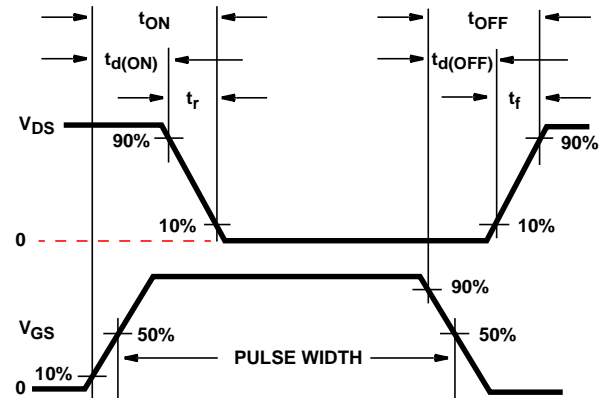 tON tOFF
td(ON) td(OFF)
tr tf
VDS
90% 90%
10% 10%
0
90%
VGS 50% 50%
PULSE WIDTH
10%
0